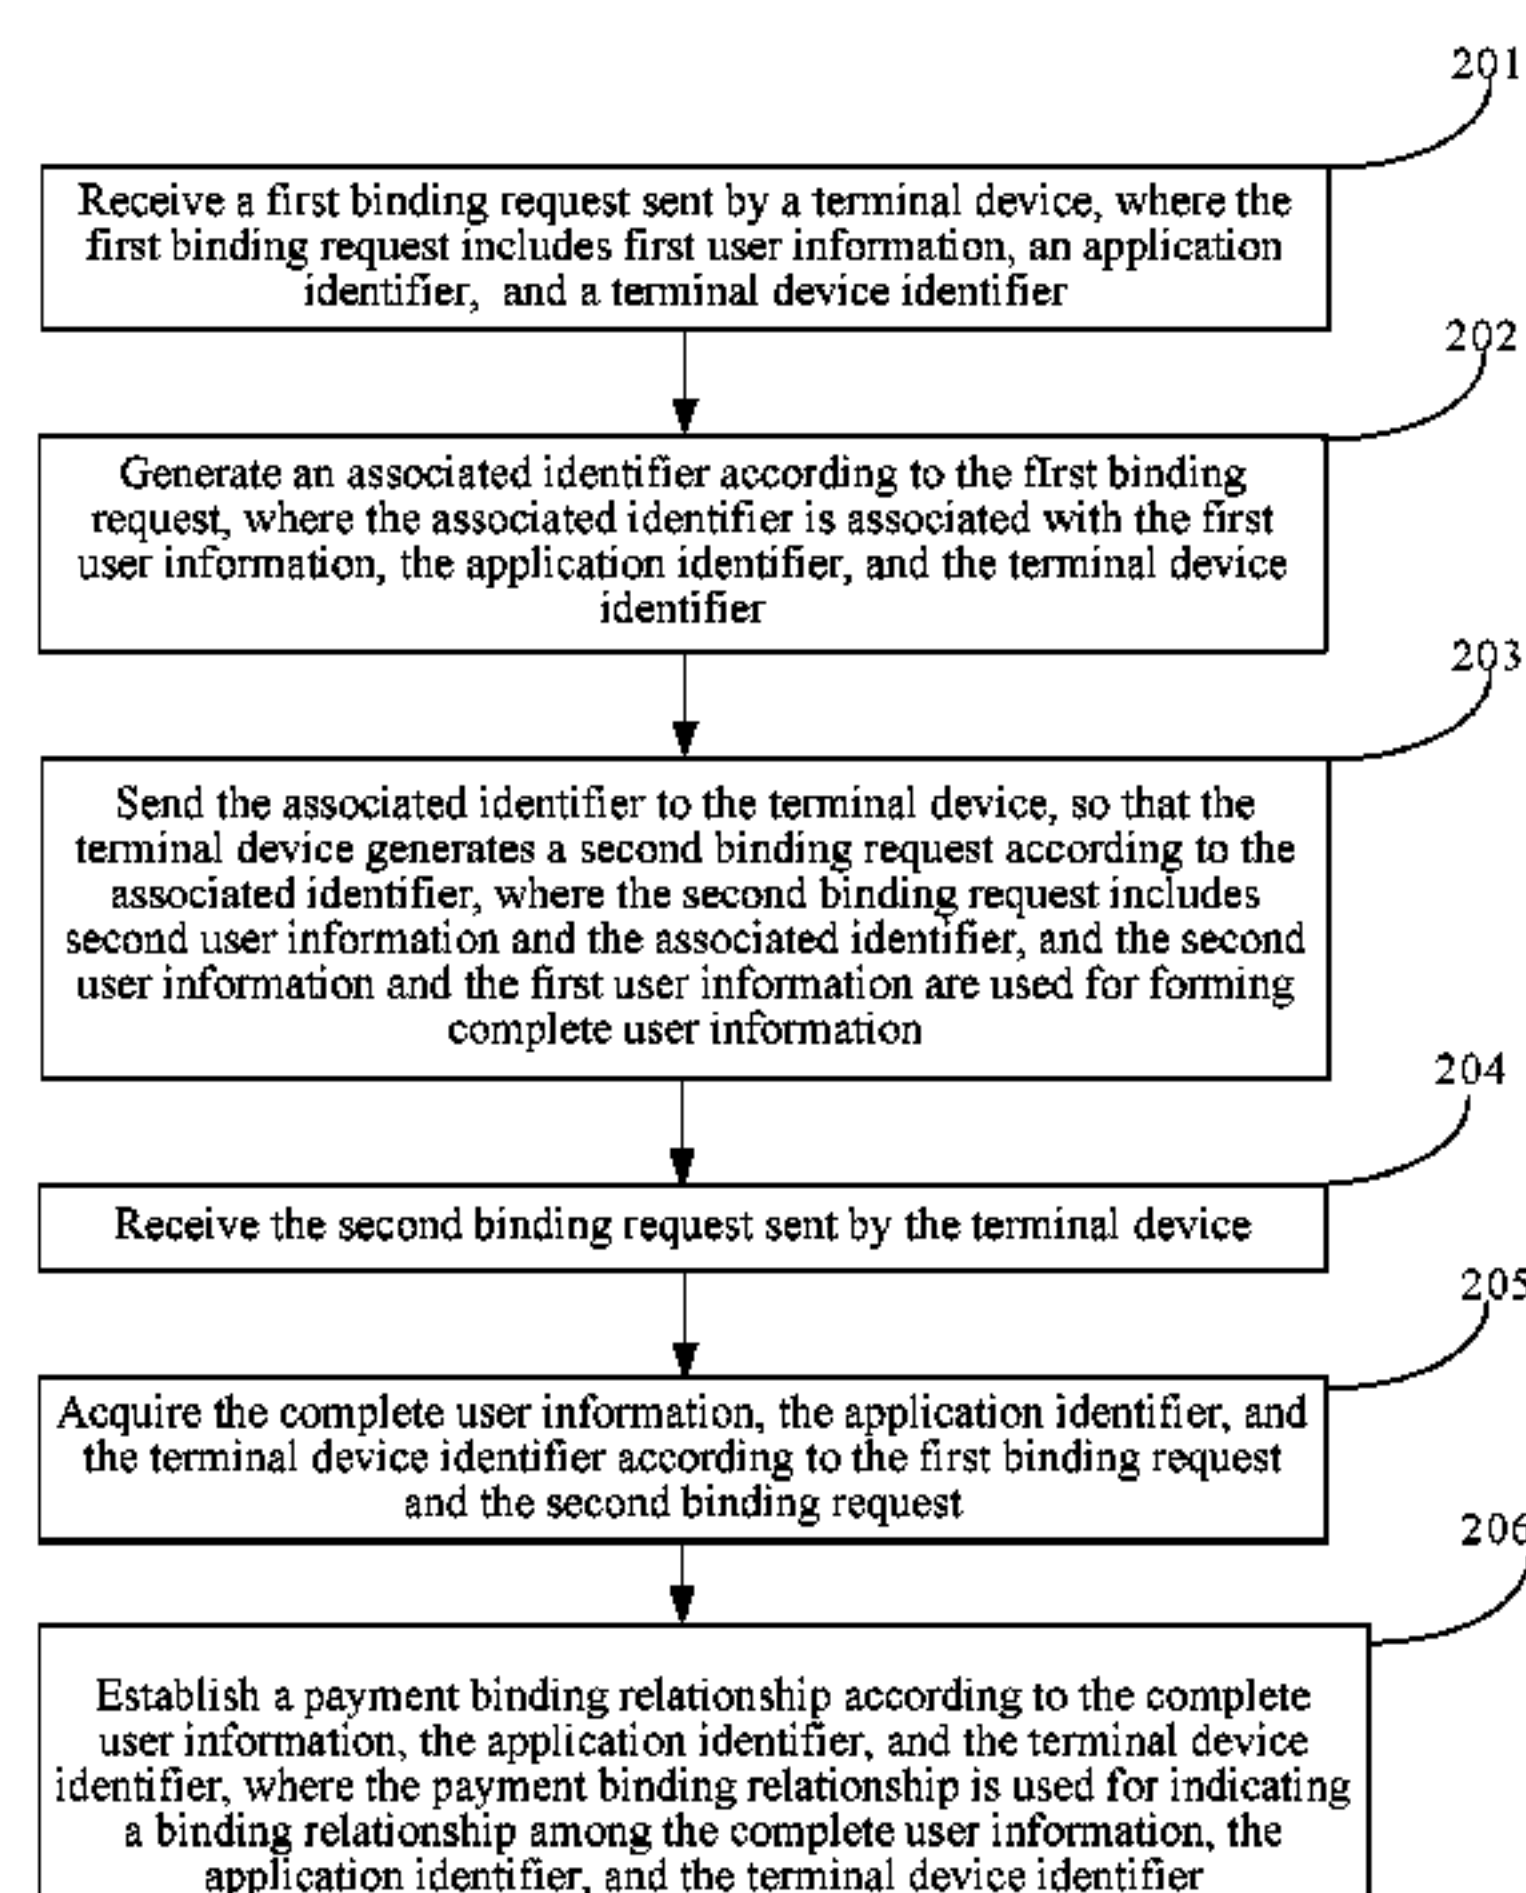 201
Receive a first binding request sent by a terminal device, where the
first binding request includes first user information, an application
identifier, and a terminal device identifier
202
Generate an associated identifier according to the fIrst binding
request, where the associated identifier is associated with the first
user information, the application identifier, and the terminal device
identifier
203
Send the associated identifier to the terminal device, so that the
terminal device generates a second binding request according to the
associated identifier, where the second binding request includes
second user information and the associated identifier, and the second
user information and the first user information are used for forming
complete user information
204
Receive the second binding request sent by the terminal device
205
Acquire the complete user information, the application identifier, and
the terminal device identifier according to the first binding request
and the second binding request
206
Establish a payment binding relationship according to the complete
user information, the application identifier, and the terminal device
identifier, where the payment binding relationship is used for indicating
a binding relationship among the complete user information, the
application identifier, and the terminal device identifier